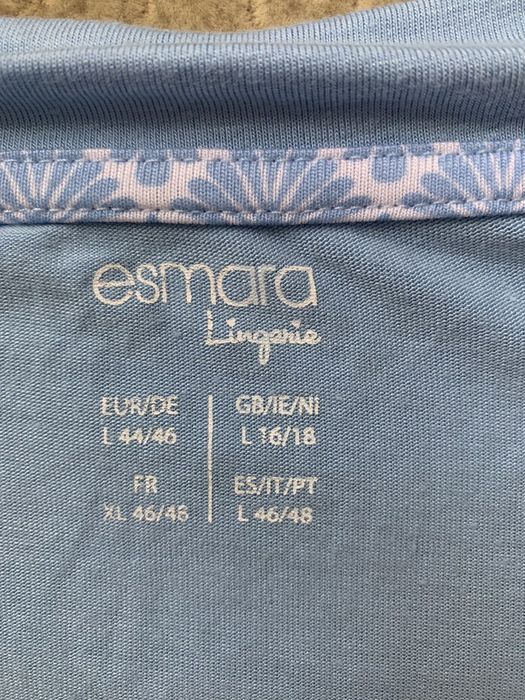 esmara
Lingerie
EUR/DE
L 44/46
GB/IE/NI
L 16/18
FR
XL 46/48
ES/IT/PT
L 46/48